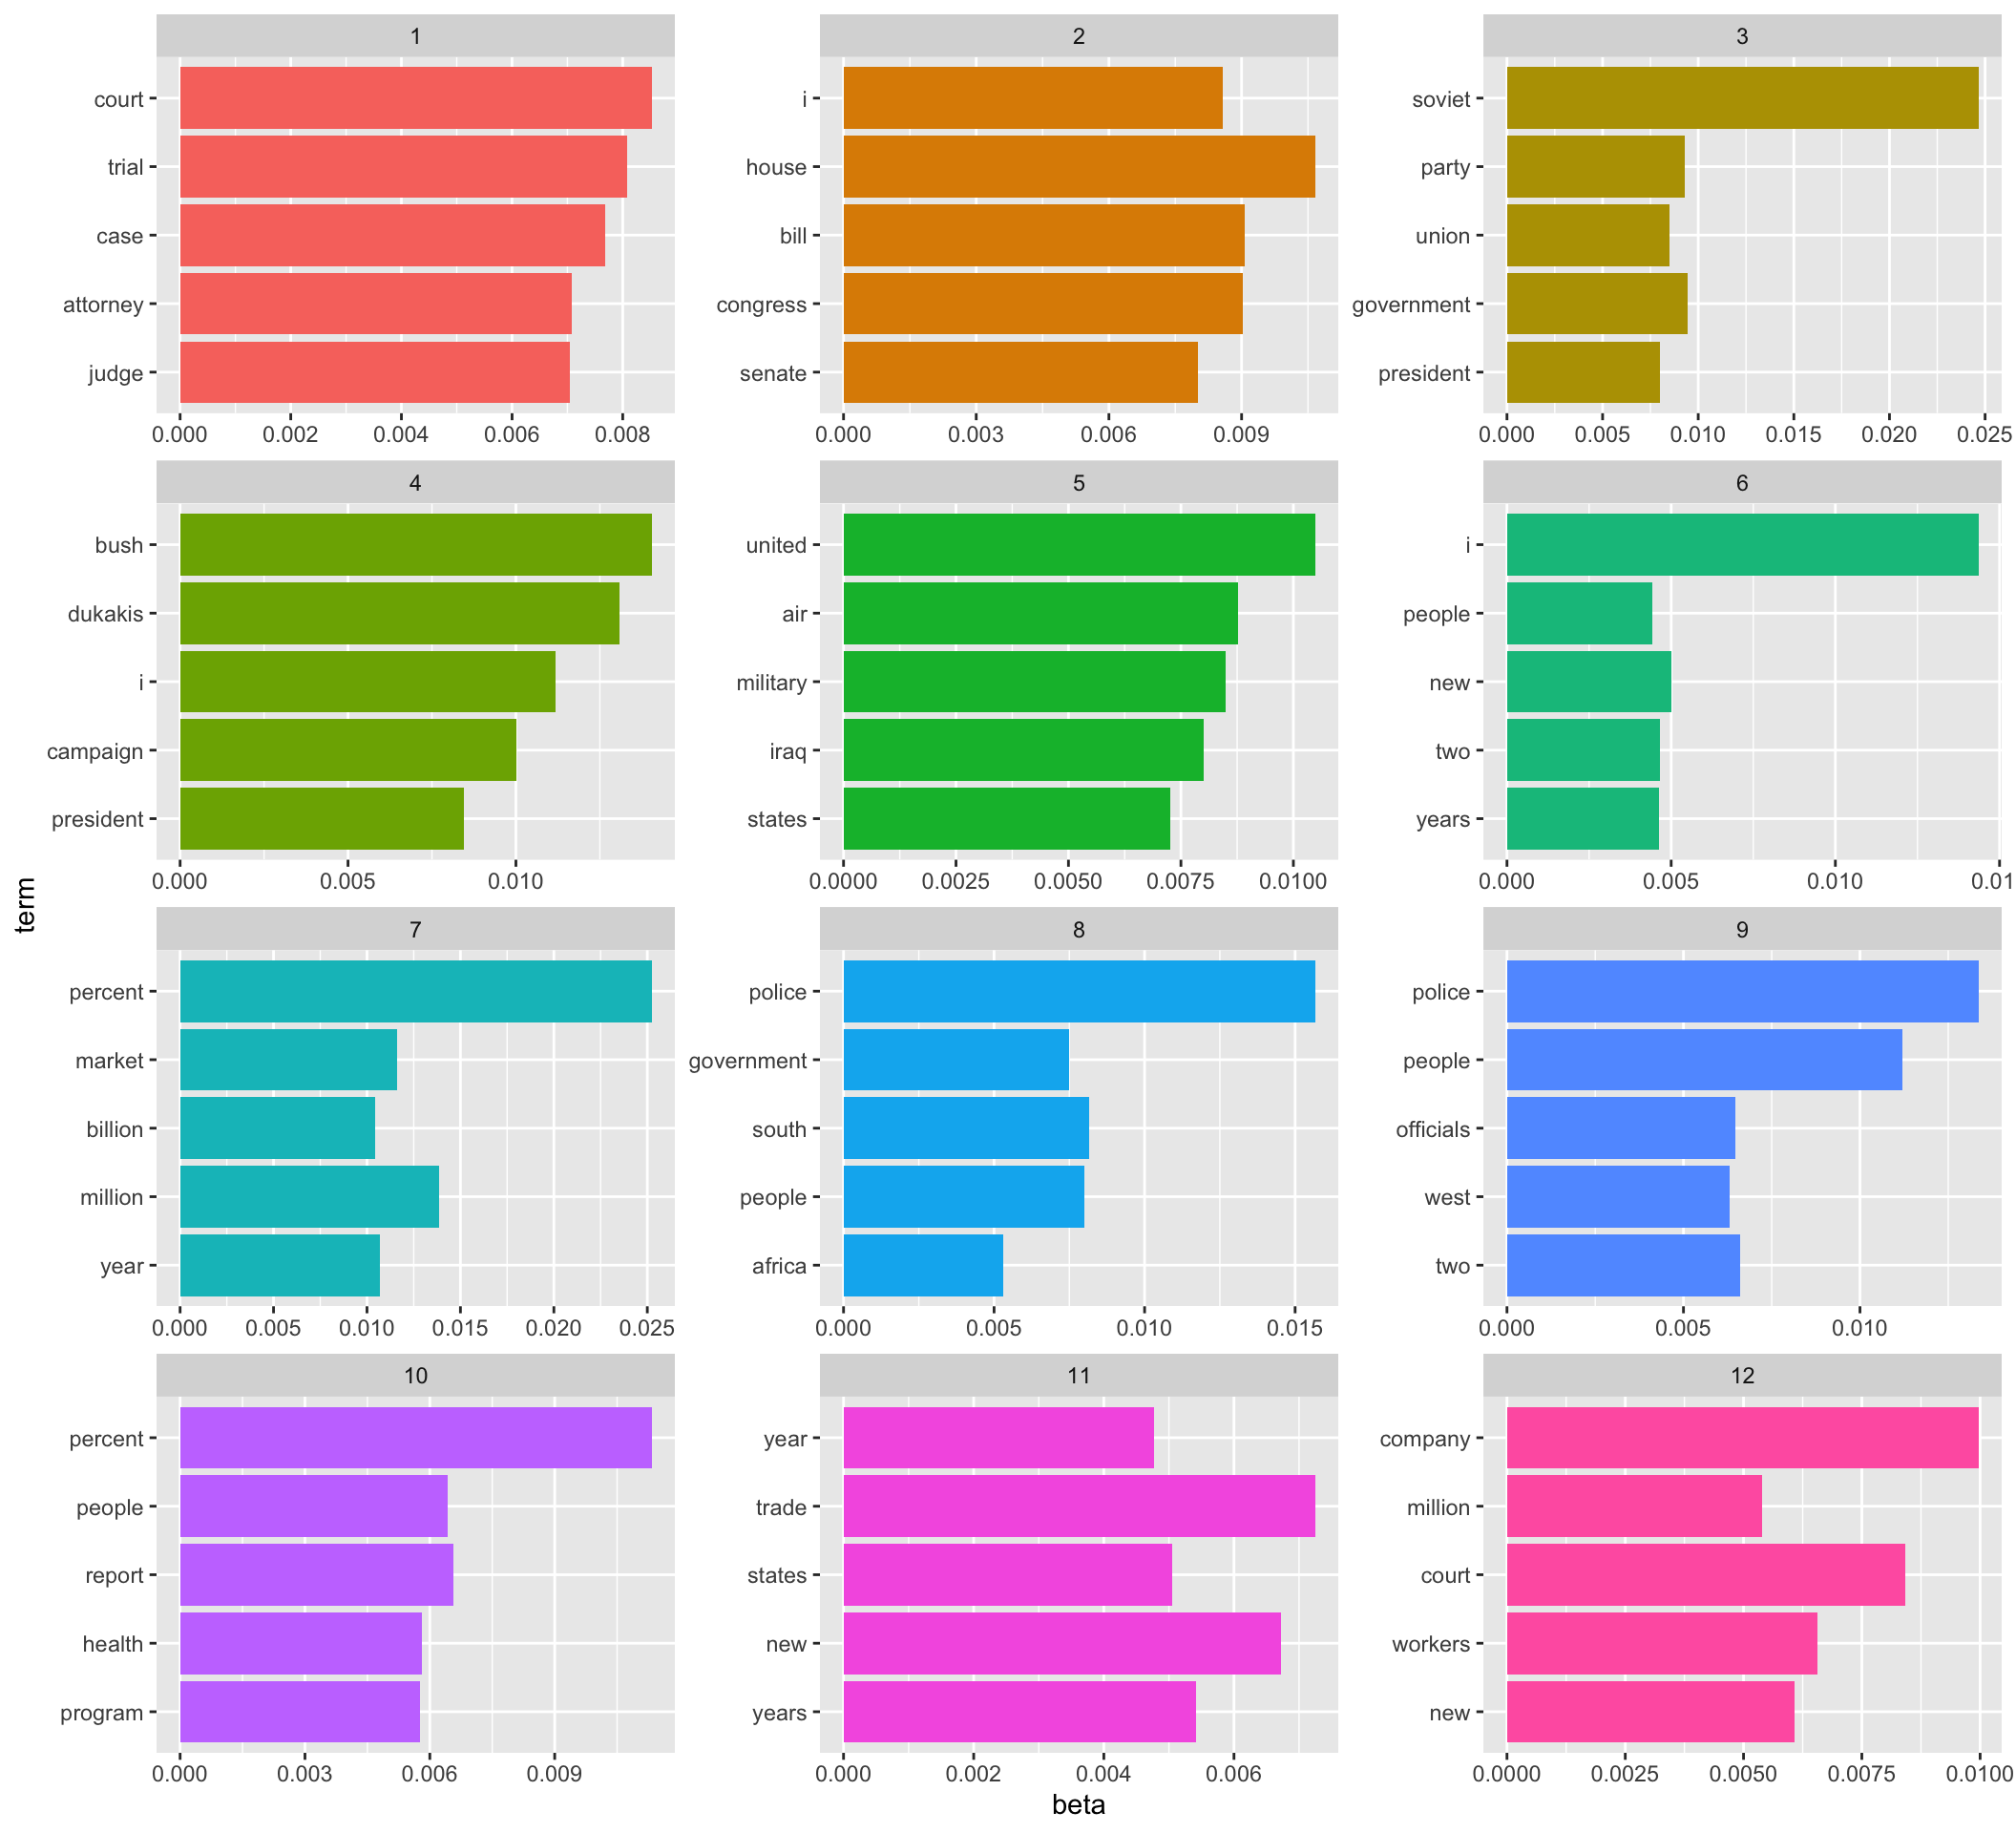 1
court
trial
case
attorney
judge
0.000 0.002 0.004 0.006 0.008
2
i
house
bill
congress
senate
0.000 0.003 0.006 0.009
3
soviet
party
union
government
president
0.000 0.005 0.010 0.015 0.020 0.025
4
bush
dukakis
i
campaign
president
0.000 0.005 0.010
5
united
air
military
iraq
states
0.0000 0.0025 0.0050 0.0075 0.0100
6
i
people
new
two
years
0.000 0.005 0.010 0.01
term
7
percent
market
billion
million
year
0.000 0.005 0.010 0.015 0.020 0.025
8
police
government
south
people
africa
0.000 0.005 0.010 0.015
9
police
people
officials
west
two
0.000 0.005 0.010
10
percent
people
report
health
program
0.000 0.003 0.006 0.009
11
year
trade
states
new
years
0.000 0.002 0.004 0.006
12
company
million
court
workers
new
0.0000 0.0025 0.0050 0.0075 0.0100
beta